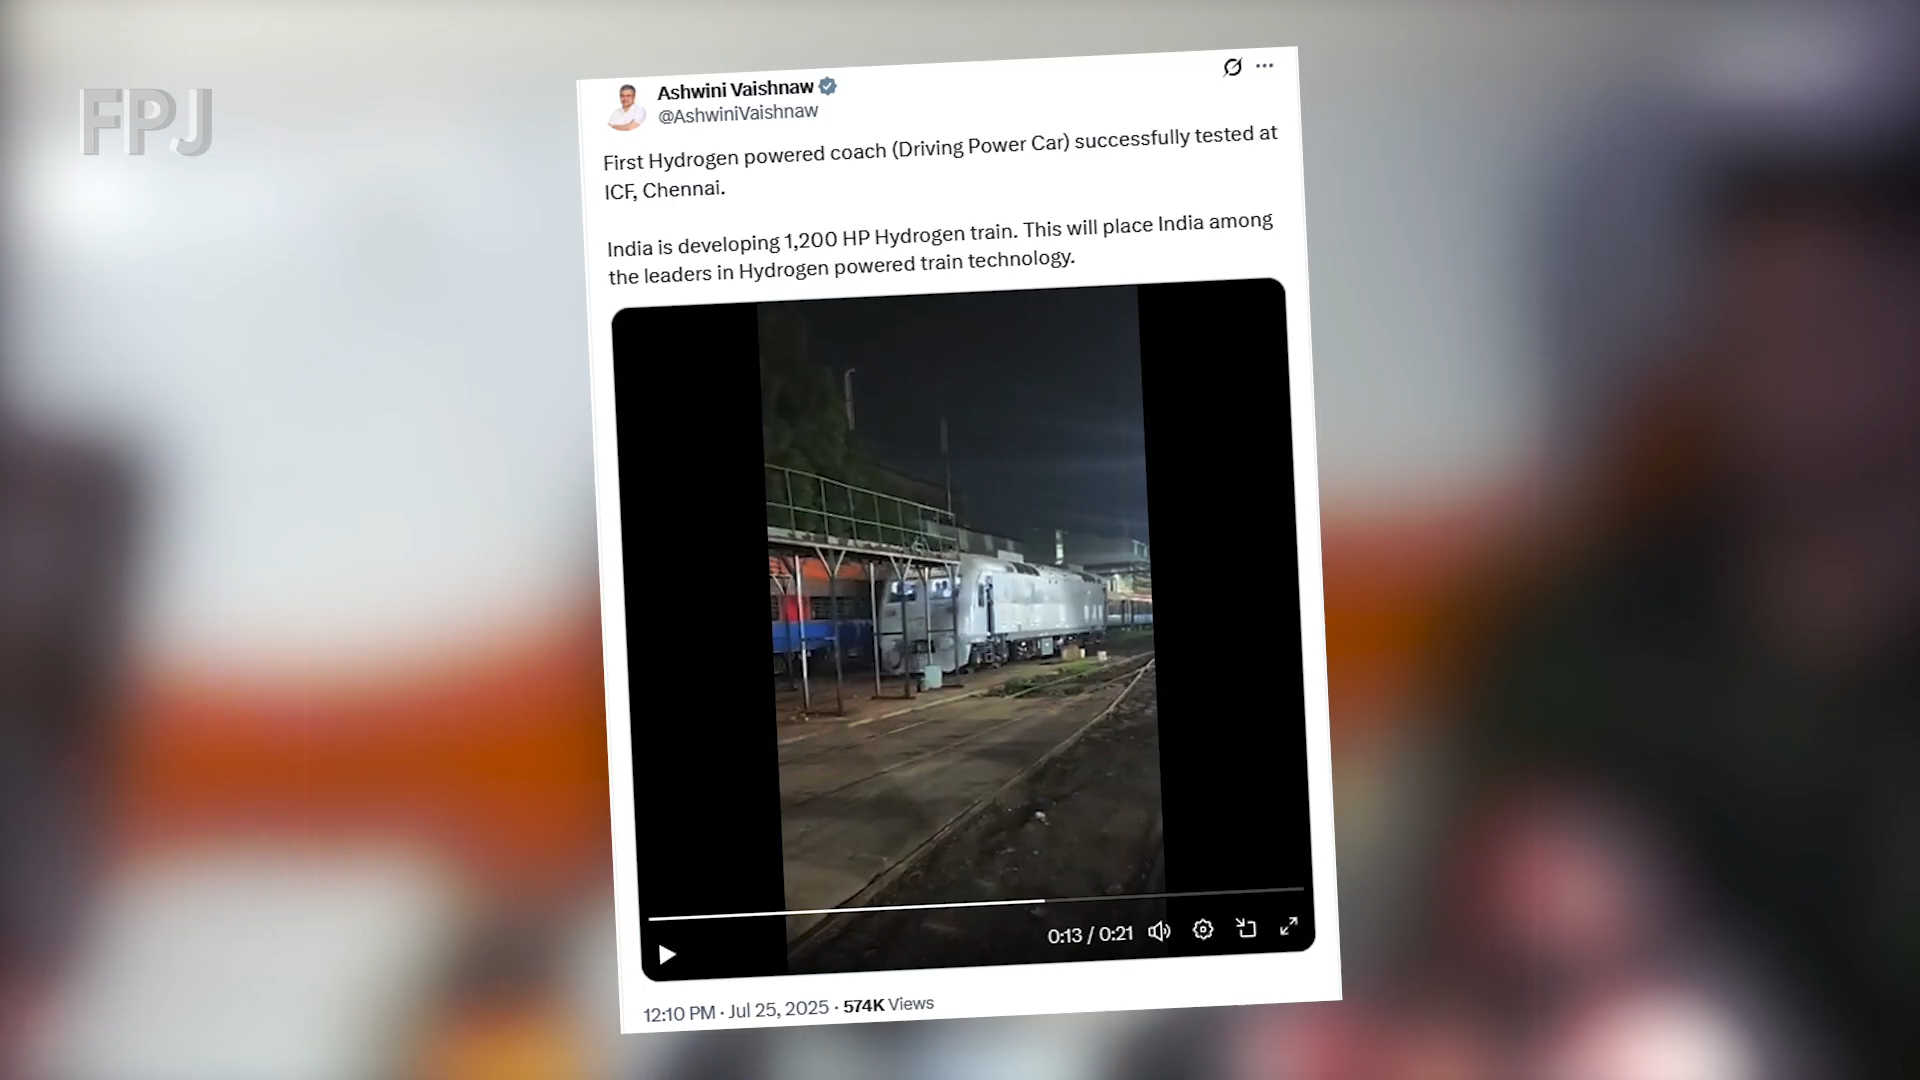 FPJ
Ashwini Vaishnaw
@AshwiniVaishnaw
First Hydrogen powered coach (Driving Power Car) successfully tested at
ICF, Chennai.
India is developing 1,200 HP Hydrogen train. This will place India among
the leaders in Hydrogen powered train technology.
0:13 / 0:21
12:10 PM · Jul 25, 2025 · 574K Views